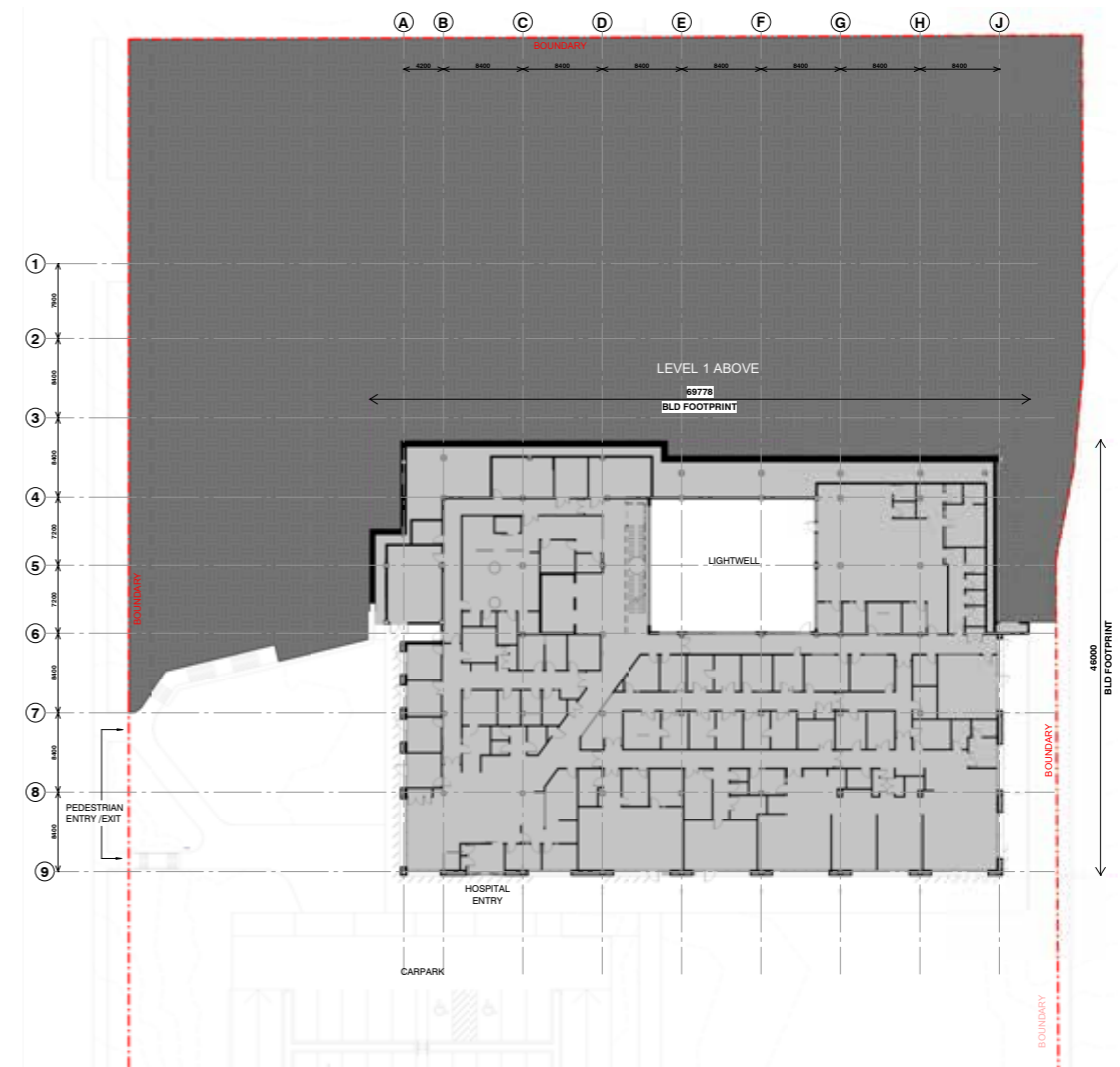 A B C D E F G H J
BOUNDARY
4200 8400 8400 8400 8400 8400 8400 8400
1
7900
2
8400
LEVEL 1 ABOVE
69778
BLD FOOTPRINT
3
8400
4
7200
LIGHTWELL
5
7200
BOUNDARY
6
46000
BLD FOOTPRINT
8400
7
8400
BOUNDARY
8
PEDESTRIAN
ENTRY /EXIT
8400
9
HOSPITAL
ENTRY
CARPARK
BOUNDARY